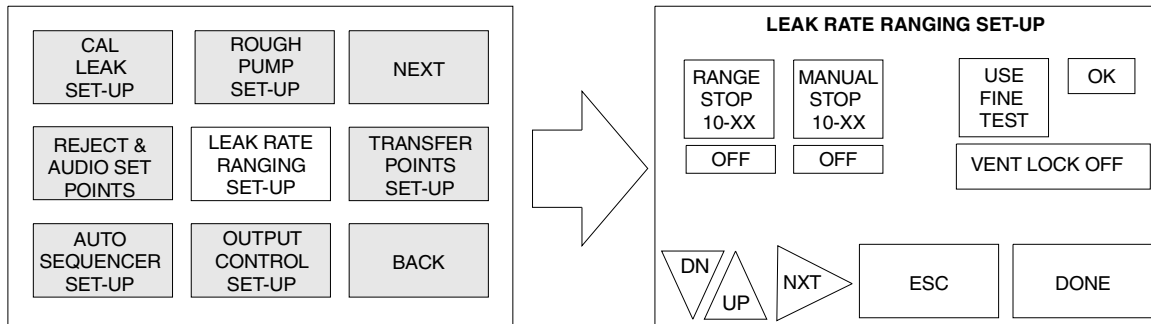 CAL
LEAK
SET-UP
ROUGH
PUMP
SET-UP
NEXT
REJECT &
AUDIO SET
POINTS
LEAK RATE
RANGING
SET-UP
TRANSFER
POINTS
SET-UP
AUTO
SEQUENCER
SET-UP
OUTPUT
CONTROL
SET-UP
BACK
LEAK RATE RANGING SET-UP
RANGE
STOP
10-XX
MANUAL
STOP
10-XX
USE
FINE
TEST
OK
OFF
OFF
VENT LOCK OFF
DN
UP
NXT
ESC
DONE